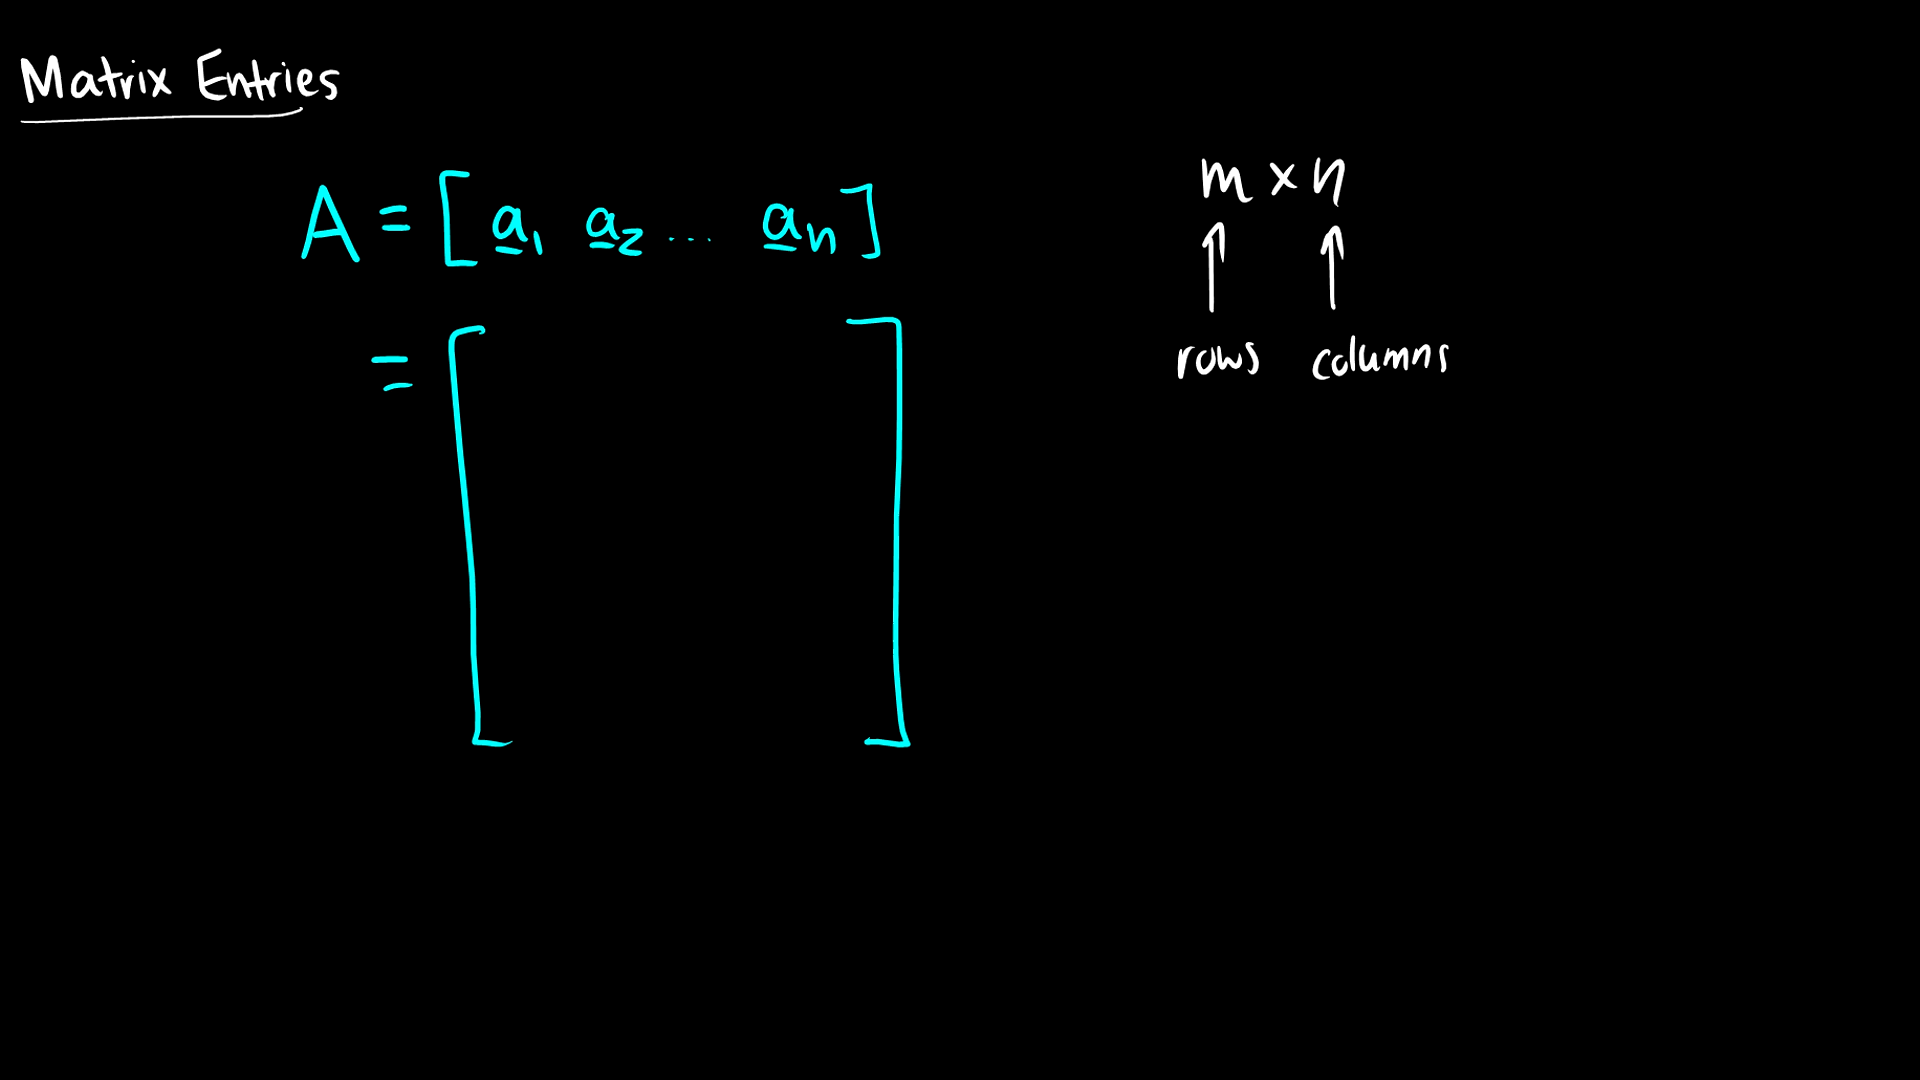 Matrix Entries
A = [ a₁ a₂ ... aₙ ]
= [ ]
m × n
↑ ↑
rows columns